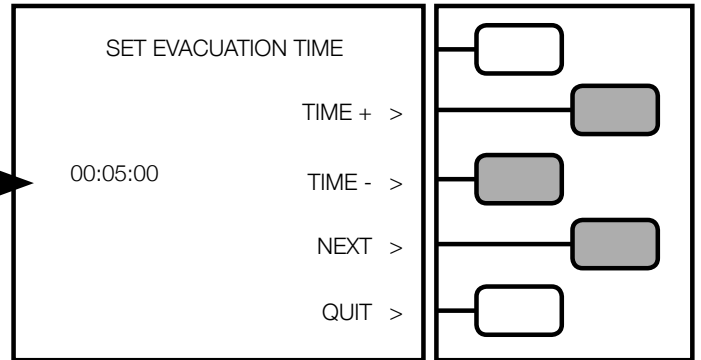 SET EVACUATION TIME
TIME + >
00:05:00 TIME - >
NEXT >
QUIT >